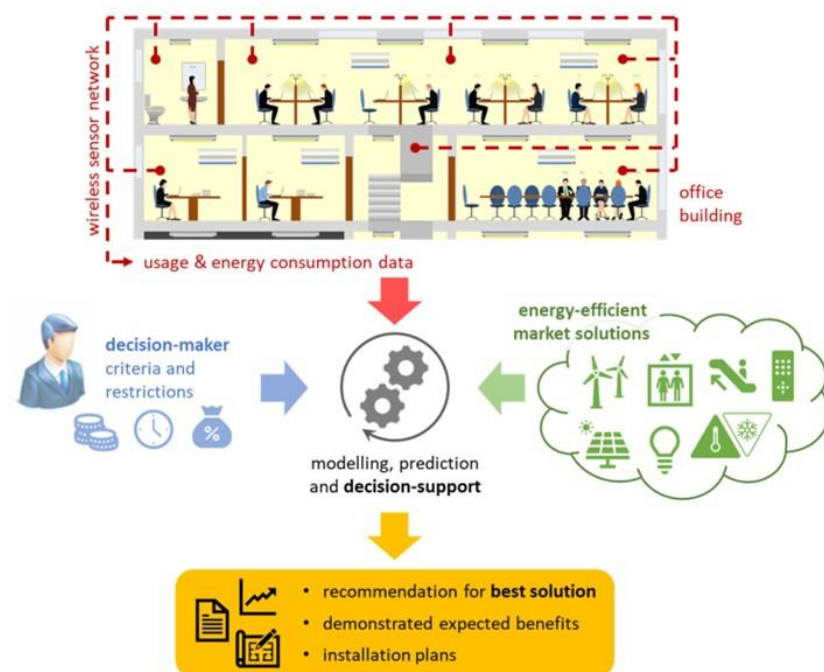 wireless sensor network
office
building
usage & energy consumption data
decision-maker
criteria and
restrictions
%
energy-efficient
market solutions
modelling, prediction
and decision-support
• recommendation for best solution
• demonstrated expected benefits
• installation plans